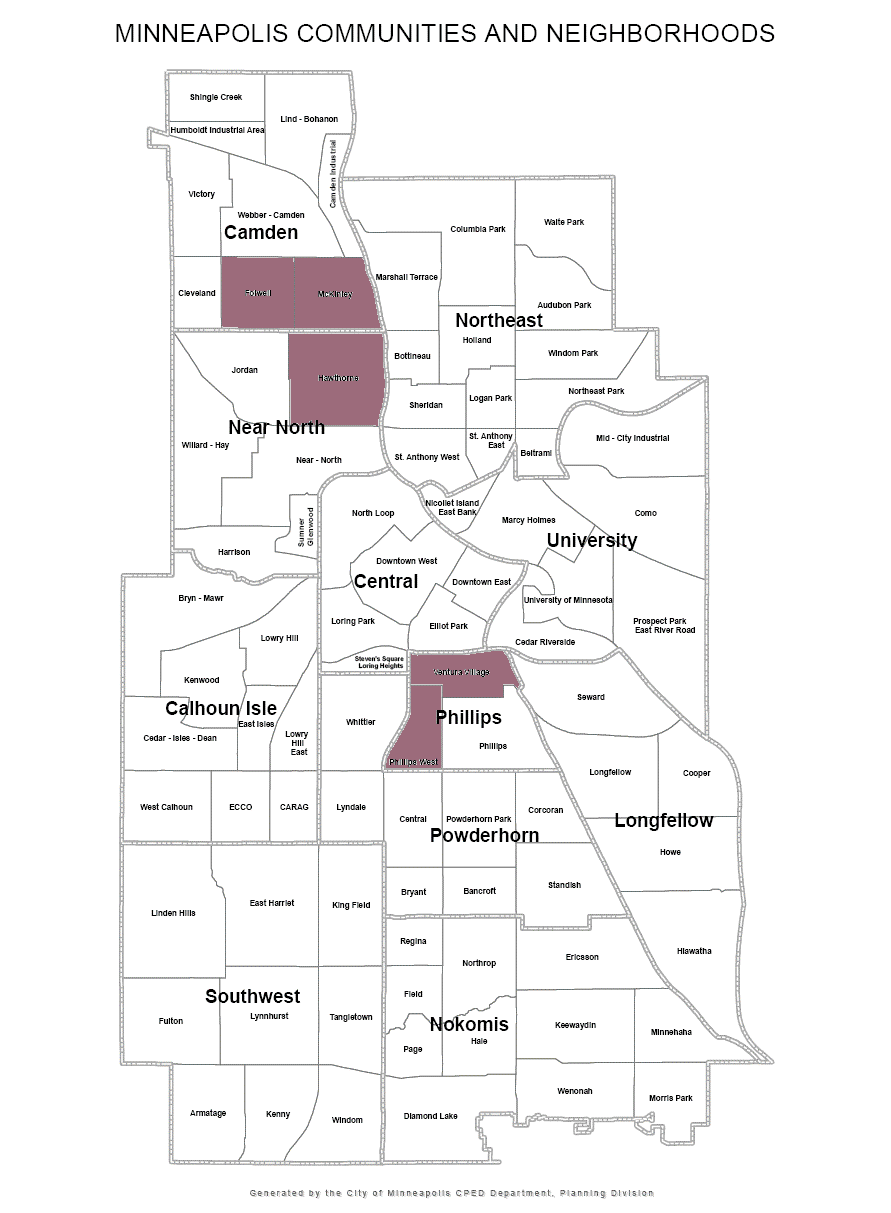 MINNEAPOLIS COMMUNITIES AND NEIGHBORHOODS
Shingle Creek
Lind - Bohanon
Humboldt Industrial Area
Camden Industrial
Victory
Webber - Camden
Camden
Columbia Park
Waite Park
Marshall Terrace
Cleveland
Folwell
McKinley
Audubon Park
Northeast
Holland
Bottineau
Windom Park
Jordan
Hawthorne
Northeast Park
Logan Park
Sheridan
Near North
Mid - City Industrial
St. Anthony
East
Willard - Hay
Beltrami
St. Anthony West
Near - North
Nicollet Island
East Bank
North Loop
Sumner
Glenwood
Marcy Holmes
Como
University
Harrison
Downtown West
Central
Downtown East
Bryn - Mawr
University of Minnesota
Loring Park
Elliot Park
Prospect Park
East River Road
Lowry Hill
Cedar Riverside
Steven's Square
Loring Heights
Ventura Village
Kenwood
Seward
Calhoun Isle
East Isles
Whittier
Phillips
Cedar - Isles - Dean
Lowry
Hill
East
Phillips
Phillips West
Longfellow
Cooper
West Calhoun
ECCO
CARAG
Lyndale
Central
Powderhorn Park
Corcoran
Powderhorn
Longfellow
Howe
Bryant
Bancroft
Standish
Linden Hills
East Harriet
King Field
Regina
Northrop
Ericsson
Hiawatha
Southwest
Field
Fulton
Lynnhurst
Tangletown
Nokomis
Hale
Keewaydin
Minnehaha
Page
Wenonah
Morris Park
Armatage
Kenny
Windom
Diamond Lake
Generated by the City of Minneapolis CPED Department, Planning Division